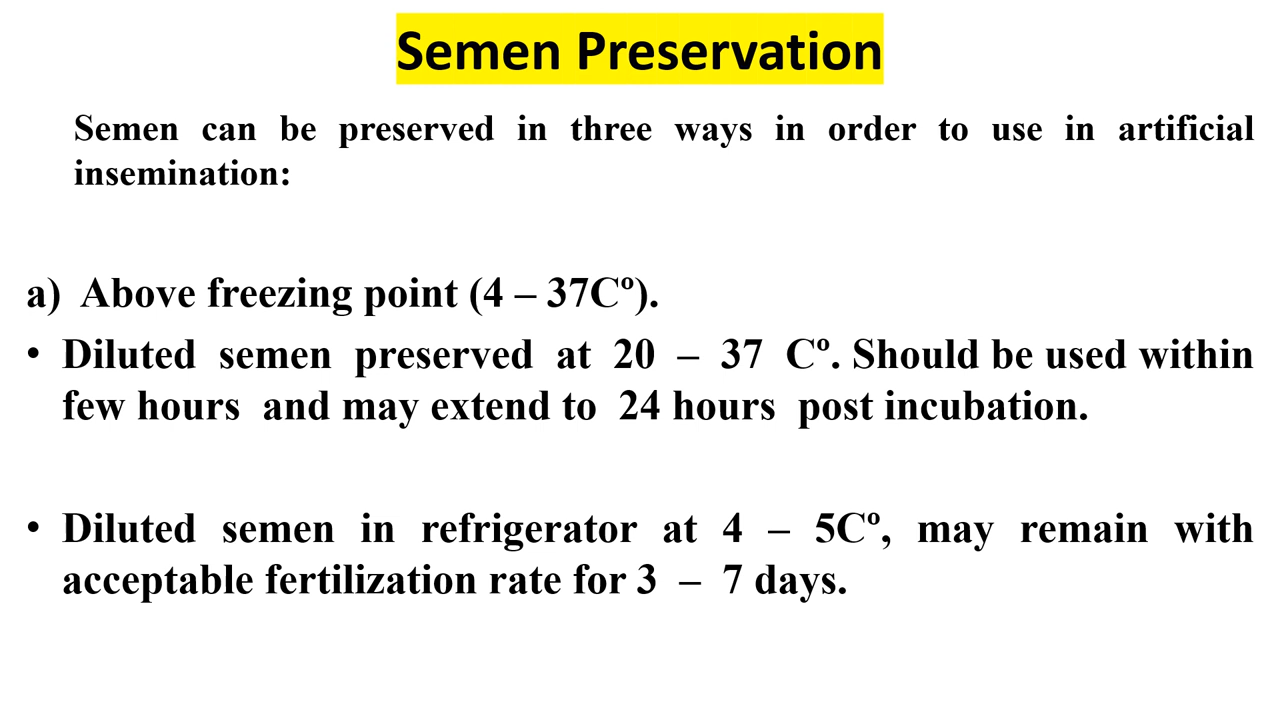 Semen Preservation
Semen can be preserved in three ways in order to use in artificial
insemination:
a) Above freezing point (4 – 37Cº).
• Diluted semen preserved at 20 – 37 Cº. Should be used within
few hours and may extend to 24 hours post incubation.
• Diluted semen in refrigerator at 4 – 5Cº, may remain with
acceptable fertilization rate for 3 – 7 days.